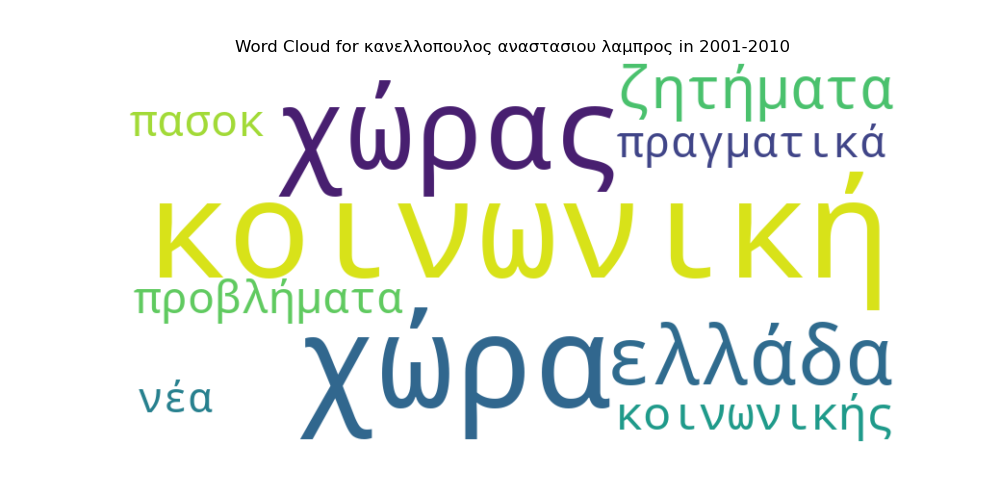 Word Cloud for κανελλοπουλος αναστασιου λαμπρος in 2001-2010
ζητήματα
πασοκ
χώρας
πραγματικά
κοινωνική
προβλήματα
χώρα
ελλάδα
νέα
κοινωνικής